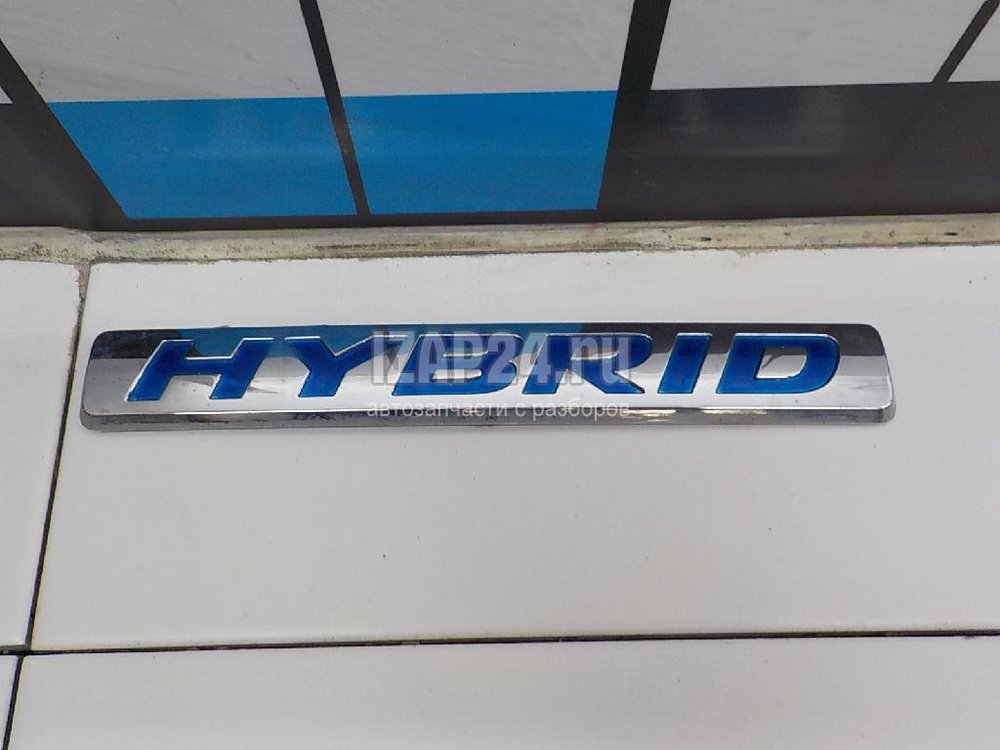 HYBRID
IZAP24.ru
автозапчасти с разборов